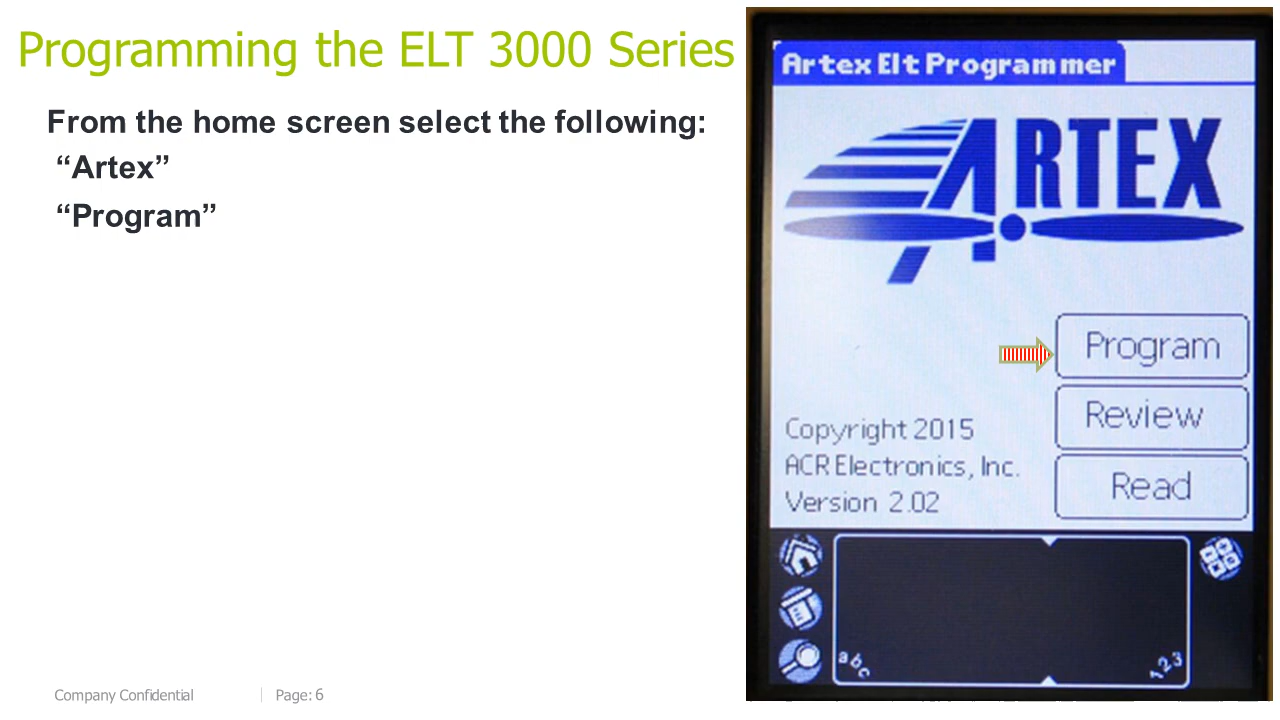 Programming the ELT 3000 Series
From the home screen select the following:
“Artex”
“Program”
Company Confidential
Page: 6
Artex Elt Programmer
ARTEX
Program
Review
Read
Copyright 2015
ACR Electronics, Inc.
Version 2.02
abc
123